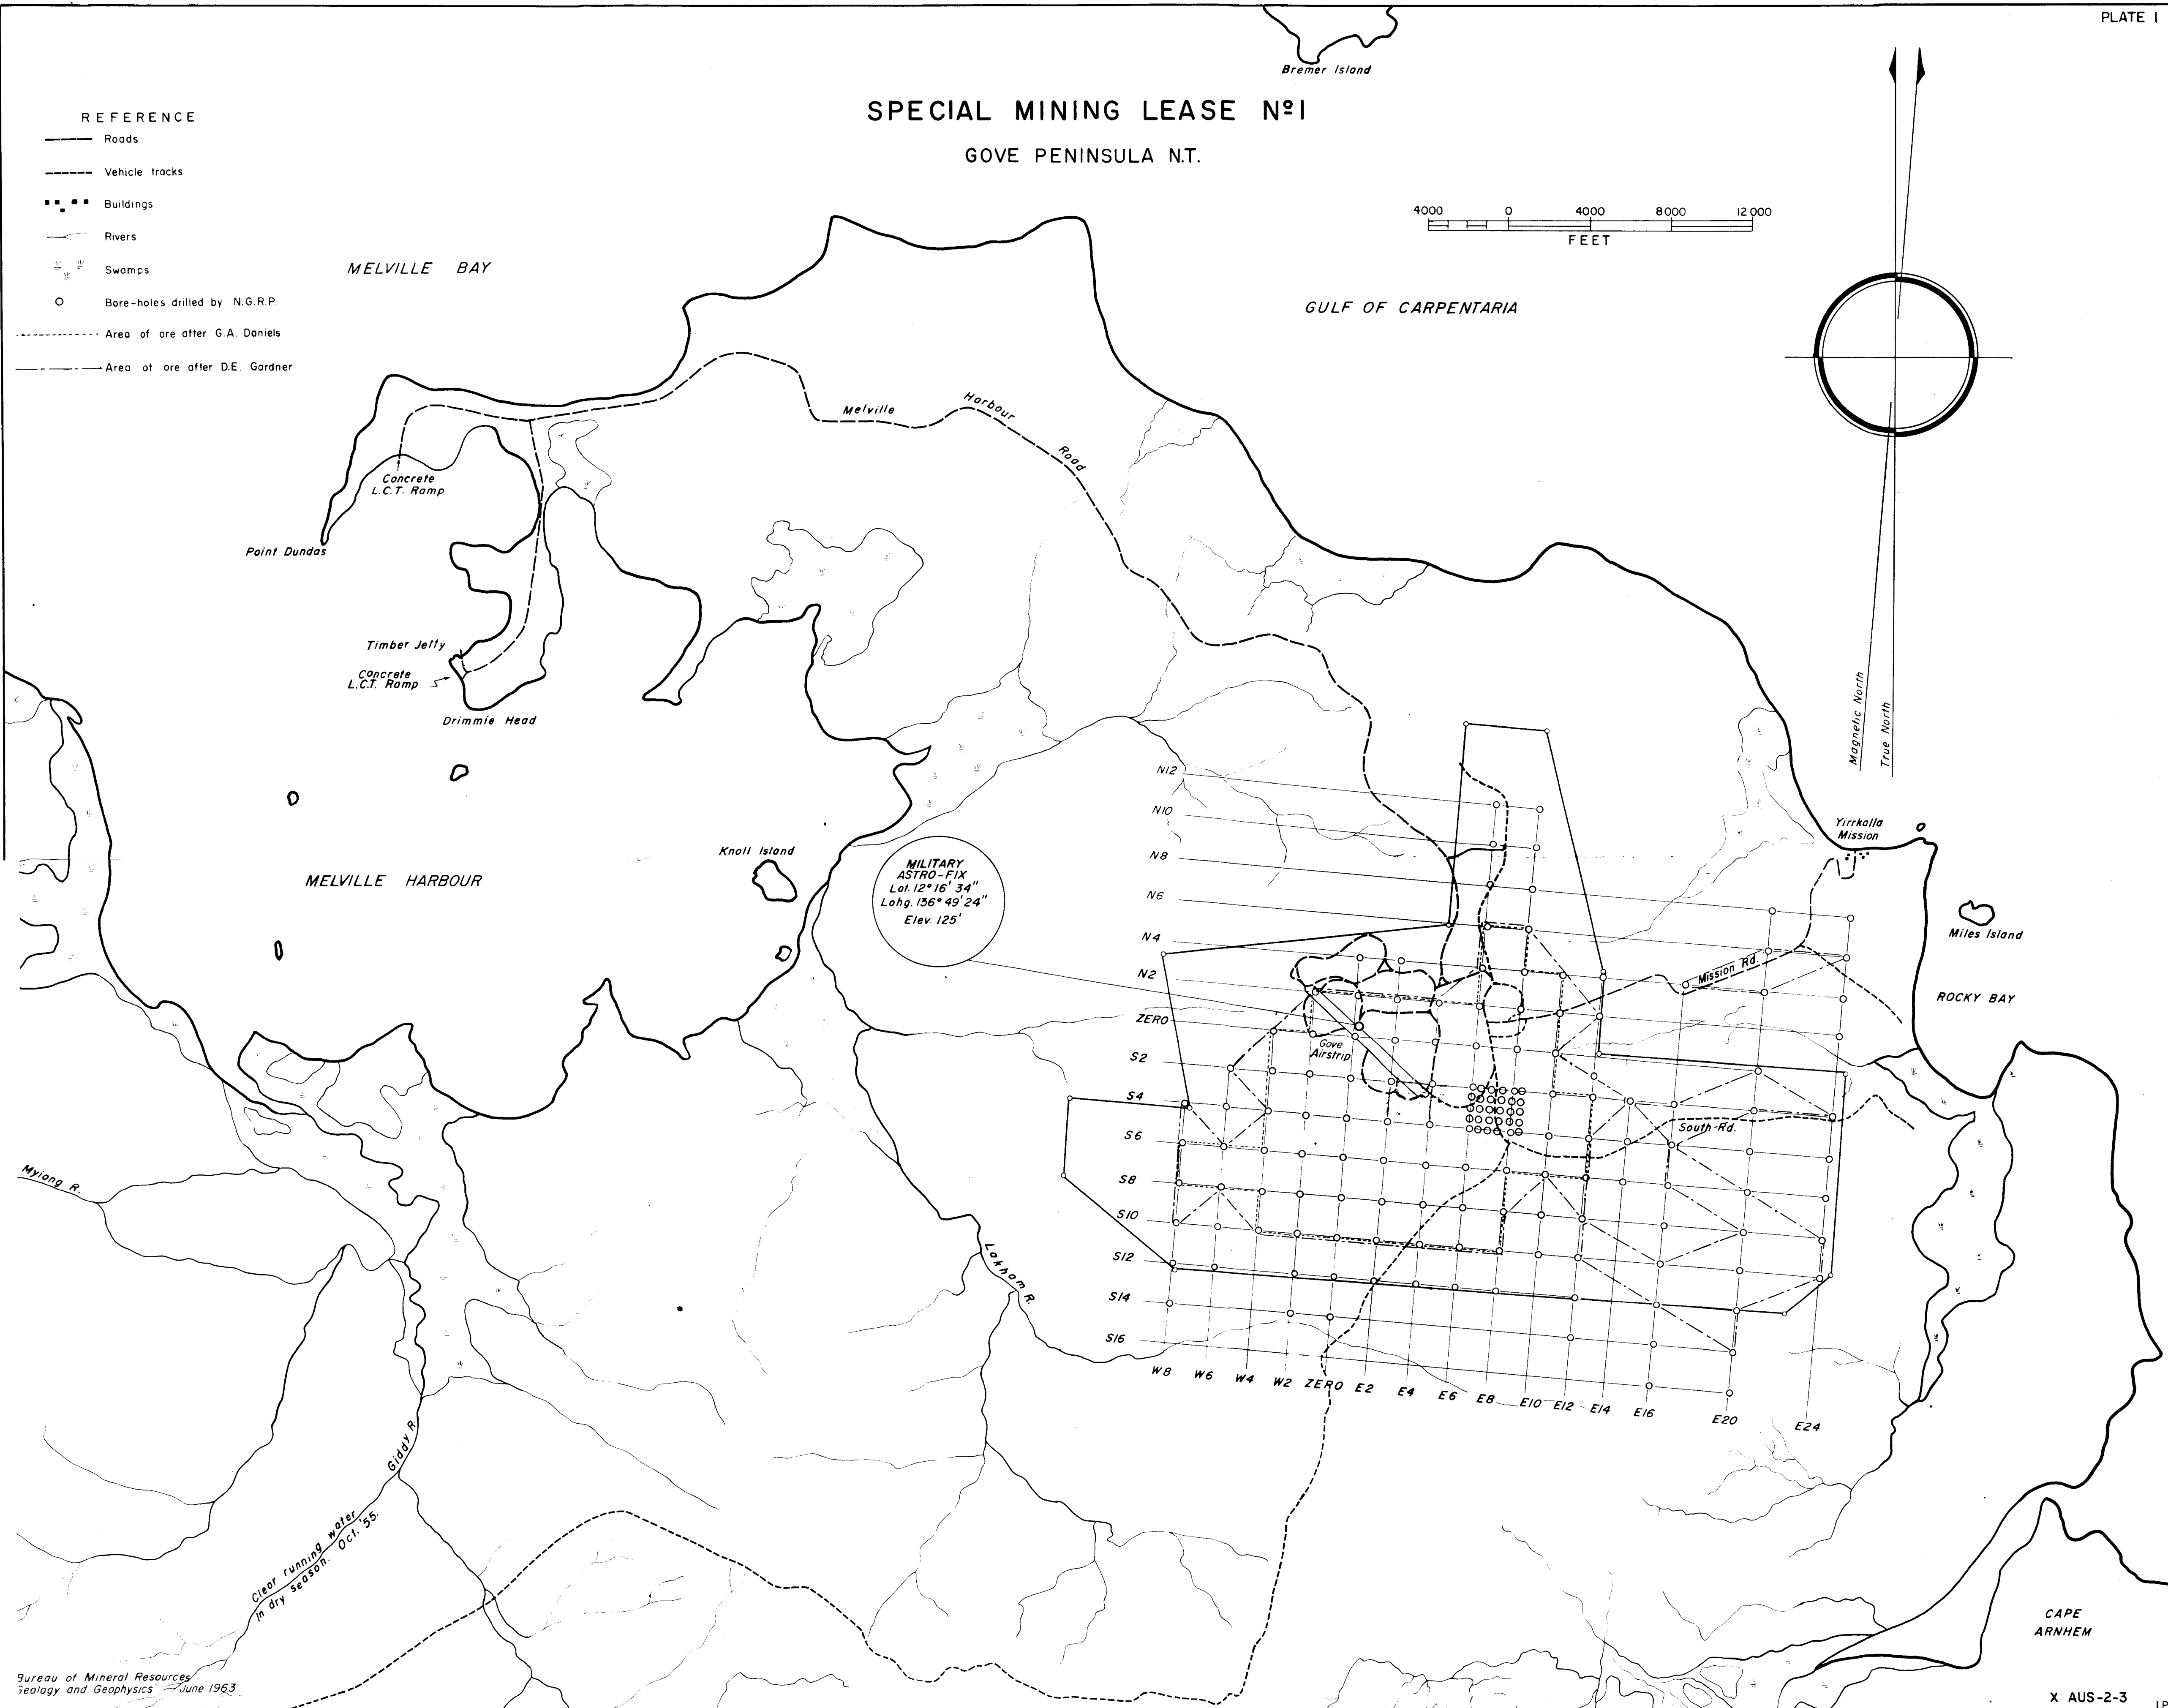 PLATE 1
Bremer Island
SPECIAL MINING LEASE Nº1
GOVE PENINSULA N.T.
REFERENCE
Roads
Vehicle tracks
Buildings
Rivers
Swamps
Bore-holes drilled by N.G.R.P.
Area of ore after G.A. Daniels
Area of ore after D.E. Gardner
4000 0 4000 8000 12000
FEET
MELVILLE BAY
GULF OF CARPENTARIA
Melville Harbour Road
Concrete
L.C.T. Ramp
Point Dundas
Timber Jetty
Concrete
L.C.T. Ramp
Drimmie Head
Magnetic North
True North
Knoll Island
MELVILLE HARBOUR
MILITARY
ASTRO-FIX
Lat. 12° 16' 34"
Lohg. 136° 49' 24"
Elev. 125'
Yirrkalla
Mission
Miles Island
Mission Rd.
ROCKY BAY
Gove
Airstrip
South Rd.
N12
N10
N8
N6
N4
N2
ZERO
S2
S4
S6
S8
S10
S12
S14
S16
W8 W6 W4 W2 ZERO E2 E4 E6 E8 E10 E12 E14 E16 E20 E24
Myiong R.
Lakham R.
Giddy R.
Clear running water
in dry season. Oct. '55.
CAPE
ARNHEM
Bureau of Mineral Resources
Geology and Geophysics June 1963
X AUS-2-3